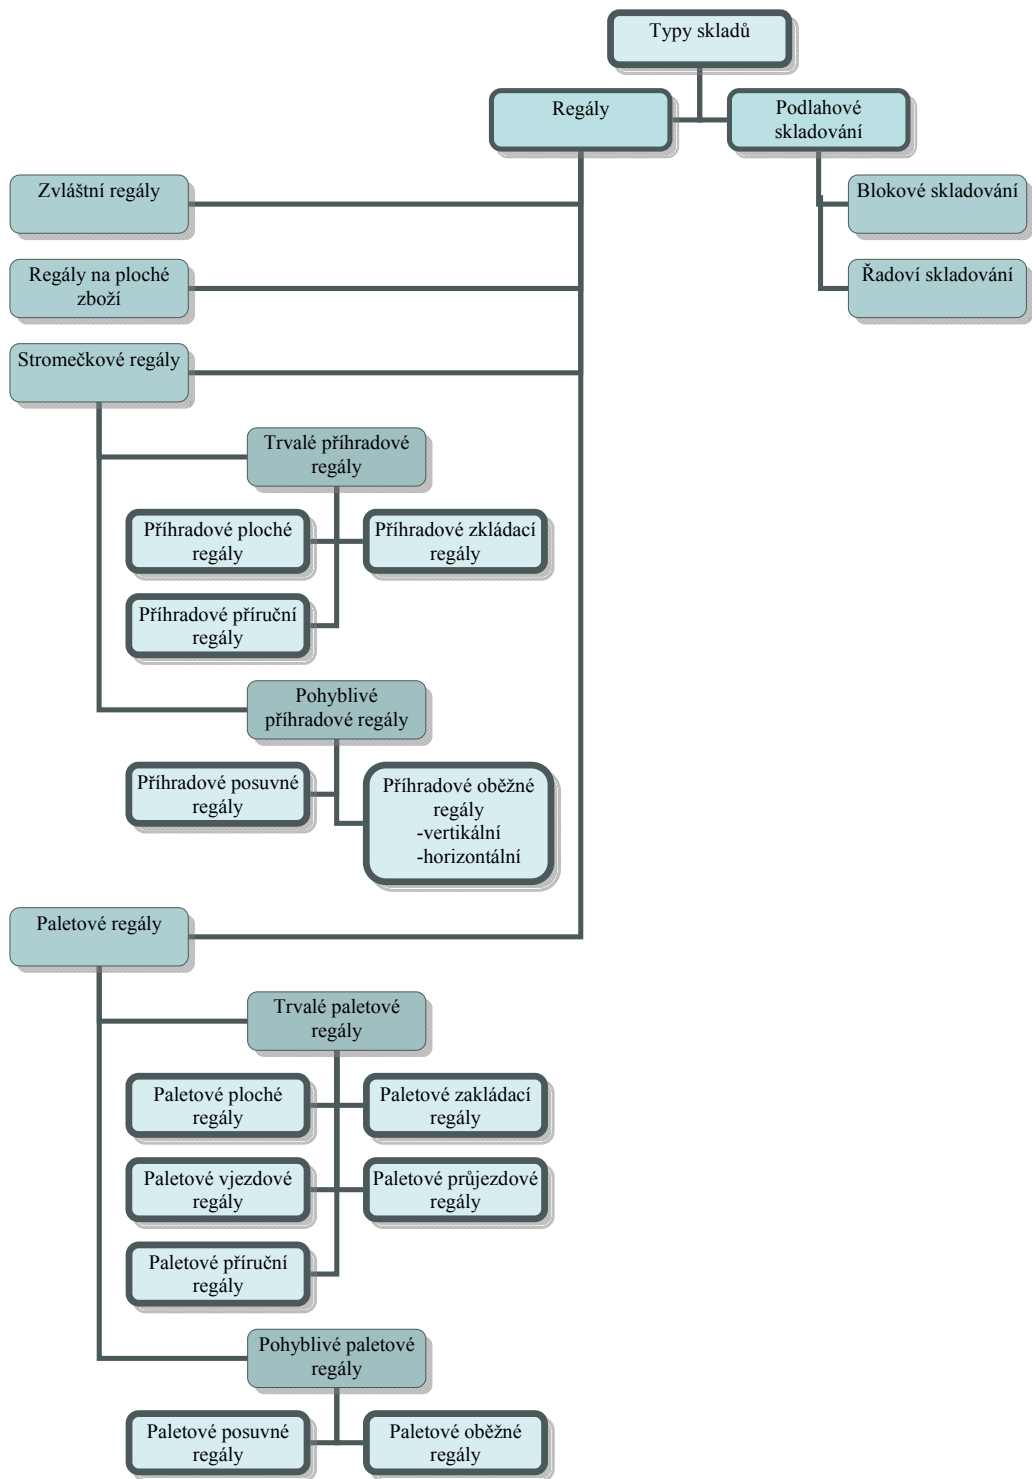 Typy skladů
Regály
Podlahové
skladování
Zvláštní regály
Blokové skladování
Regály na ploché
zboží
Řadoví skladování
Stromečkové regály
Trvalé příhradové
regály
Příhradové ploché
regály
Příhradové zkládací
regály
Příhradové příruční
regály
Pohyblivé
příhradové regály
Příhradové posuvné
regály
Příhradové oběžné
regály
-vertikální
-horizontální
Paletové regály
Trvalé paletové
regály
Paletové ploché
regály
Paletové zakládací
regály
Paletové vjezdové
regály
Paletové průjezdové
regály
Paletové příruční
regály
Pohyblivé paletové
regály
Paletové posuvné
regály
Paletové oběžné
regály